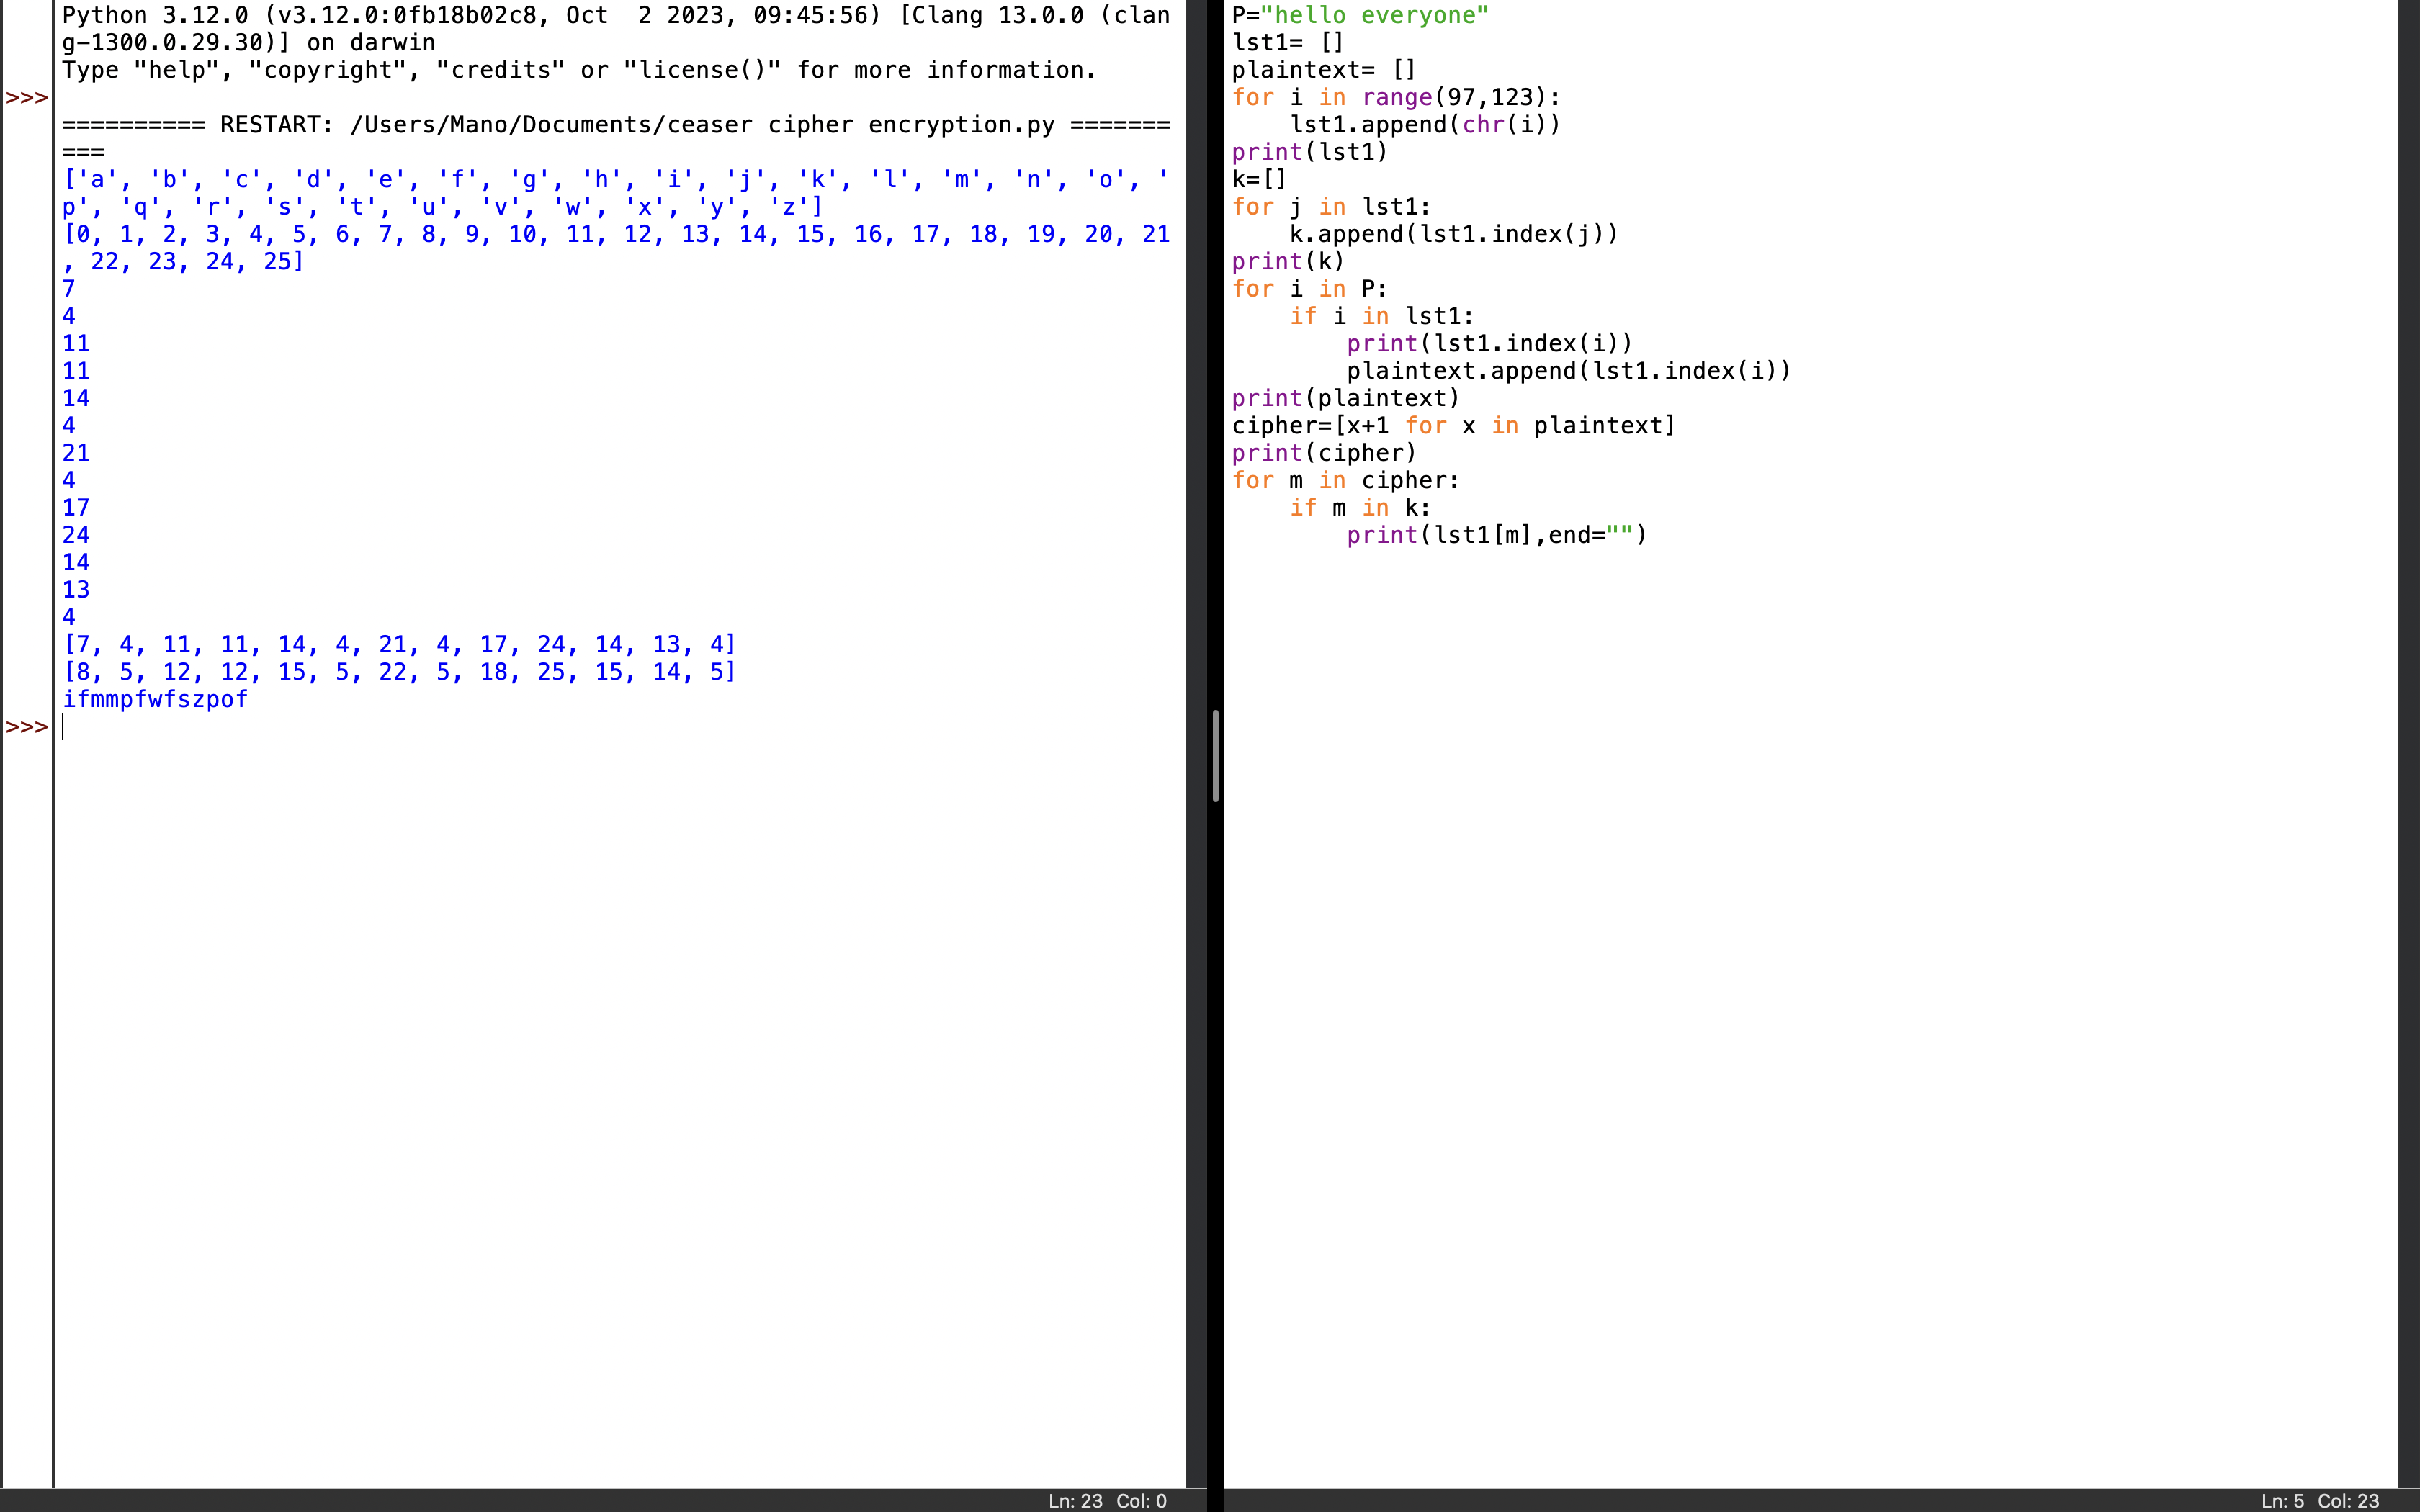 Python 3.12.0 (v3.12.0:0fb18b02c8, Oct  2 2023, 09:45:56) [Clang 13.0.0 (clan
g-1300.0.29.30)] on darwin
Type "help", "copyright", "credits" or "license()" for more information.
>>>
========== RESTART: /Users/Mano/Documents/ceaser cipher encryption.py =======
===
['a', 'b', 'c', 'd', 'e', 'f', 'g', 'h', 'i', 'j', 'k', 'l', 'm', 'n', 'o', '
p', 'q', 'r', 's', 't', 'u', 'v', 'w', 'x', 'y', 'z']
[0, 1, 2, 3, 4, 5, 6, 7, 8, 9, 10, 11, 12, 13, 14, 15, 16, 17, 18, 19, 20, 21
, 22, 23, 24, 25]
7
4
11
11
14
4
21
4
17
24
14
13
4
[7, 4, 11, 11, 14, 4, 21, 4, 17, 24, 14, 13, 4]
[8, 5, 12, 12, 15, 5, 22, 5, 18, 25, 15, 14, 5]
ifmmpfwfszpof
>>>
Ln: 23 Col: 0
P="hello everyone"
lst1= []
plaintext= []
for i in range(97,123):
    lst1.append(chr(i))
print(lst1)
k=[]
for j in lst1:
    k.append(lst1.index(j))
print(k)
for i in P:
    if i in lst1:
        print(lst1.index(i))
        plaintext.append(lst1.index(i))
print(plaintext)
cipher=[x+1 for x in plaintext]
print(cipher)
for m in cipher:
    if m in k:
        print(lst1[m],end="")
Ln: 5 Col: 23